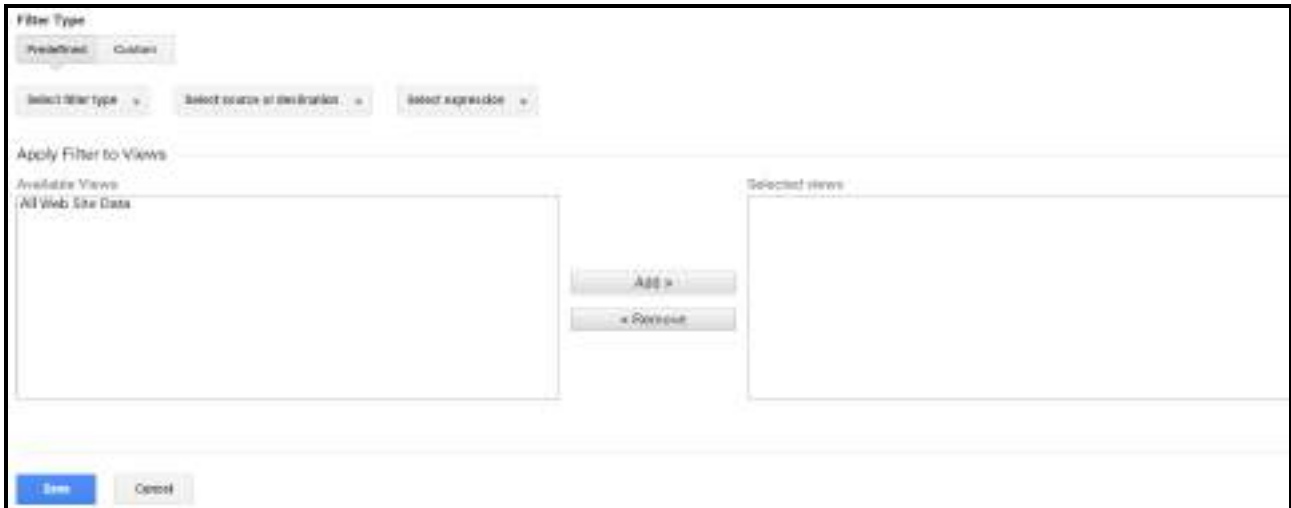 Filter Type
Predefined Custom
Select filter type Select source or destination Select expression
Apply Filter to Views
Available Views Selected views
All Web Site Data
Add »
« Remove
Save Cancel